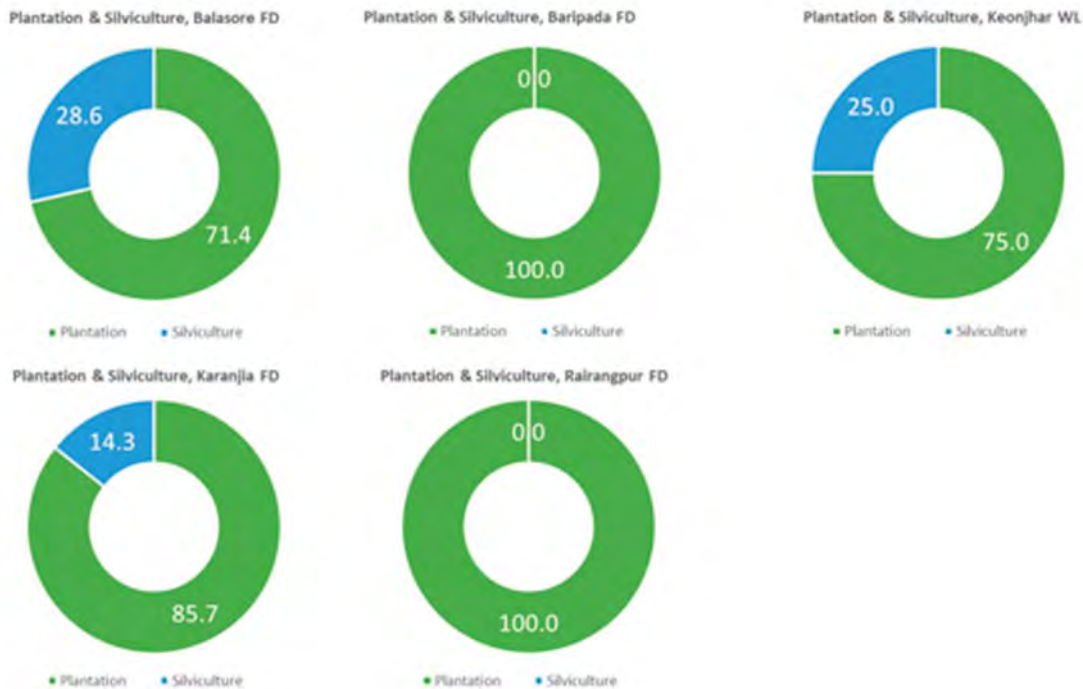 Plantation & Silviculture, Balasore FD
28.6
71.4
Plantation Silviculture
Plantation & Silviculture, Baripada FD
0 0
100.0
Plantation Silviculture
Plantation & Silviculture, Keonjhar WL
25.0
75.0
Plantation Silviculture
Plantation & Silviculture, Karanjia FD
14.3
85.7
Plantation Silviculture
Plantation & Silviculture, Rairangpur FD
0 0
100.0
Plantation Silviculture